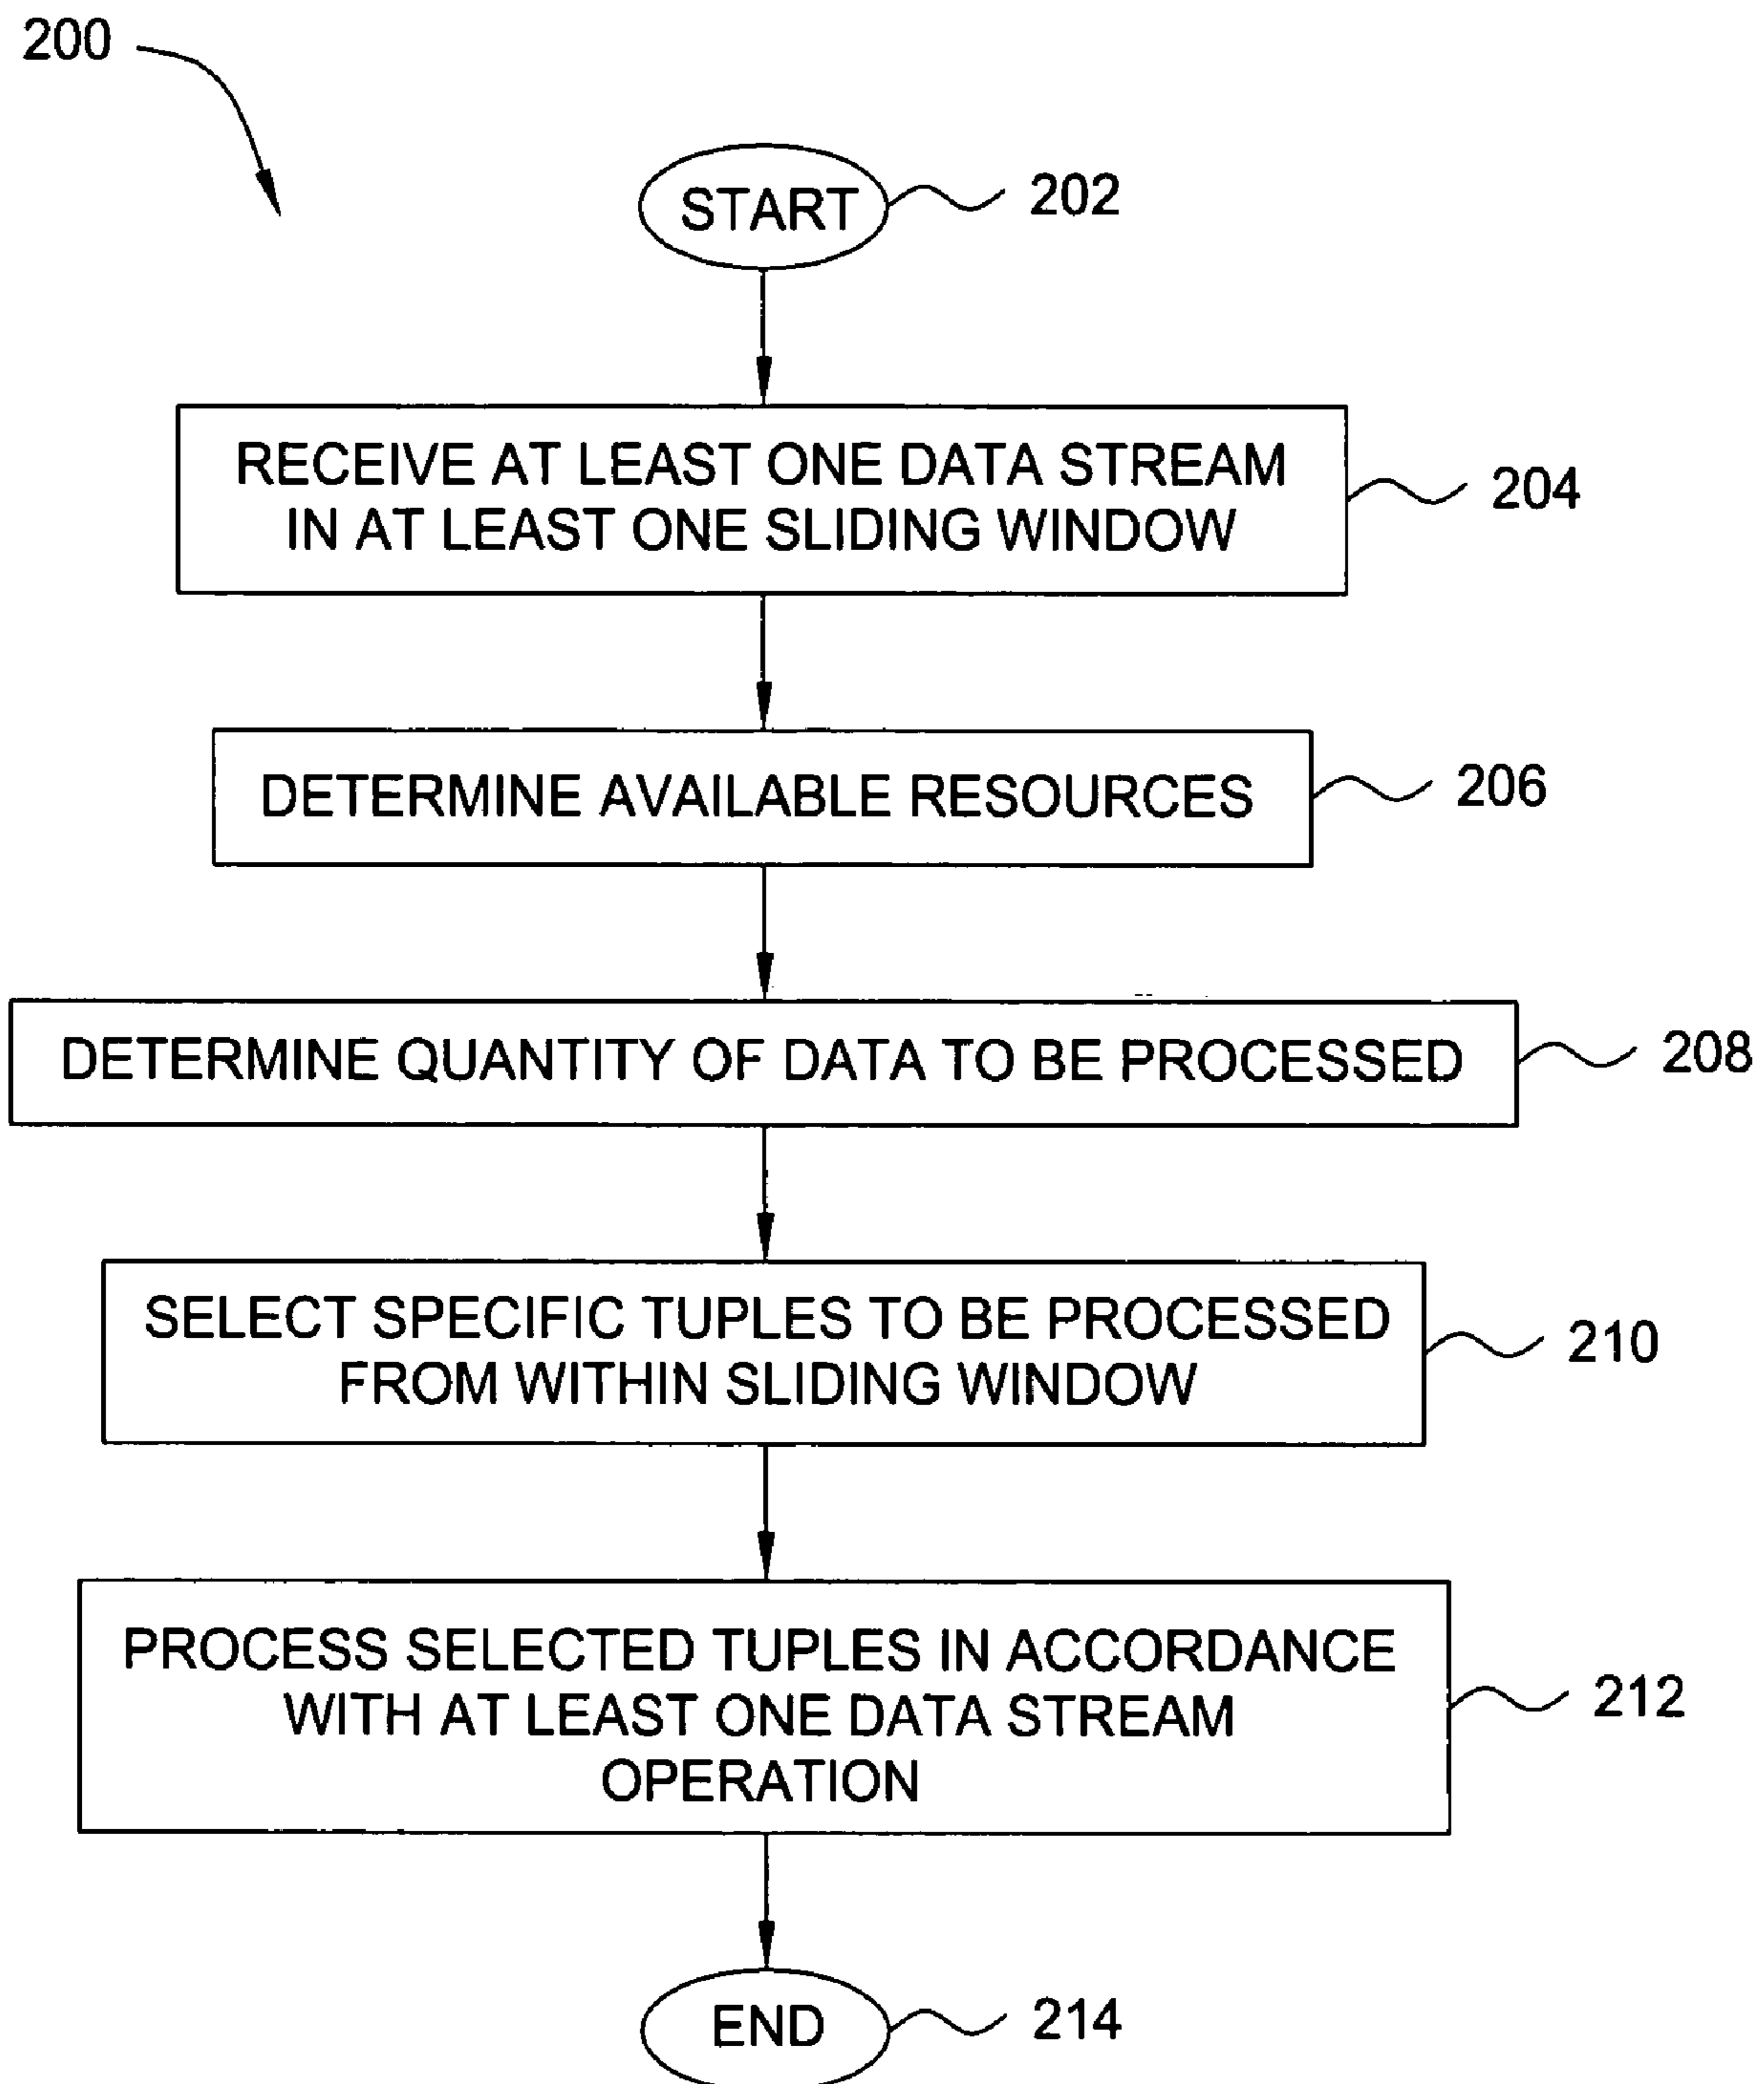 200
START
202
RECEIVE AT LEAST ONE DATA STREAM
IN AT LEAST ONE SLIDING WINDOW
204
DETERMINE AVAILABLE RESOURCES
206
DETERMINE QUANTITY OF DATA TO BE PROCESSED
208
SELECT SPECIFIC TUPLES TO BE PROCESSED
FROM WITHIN SLIDING WINDOW
210
PROCESS SELECTED TUPLES IN ACCORDANCE
WITH AT LEAST ONE DATA STREAM
OPERATION
212
END
214